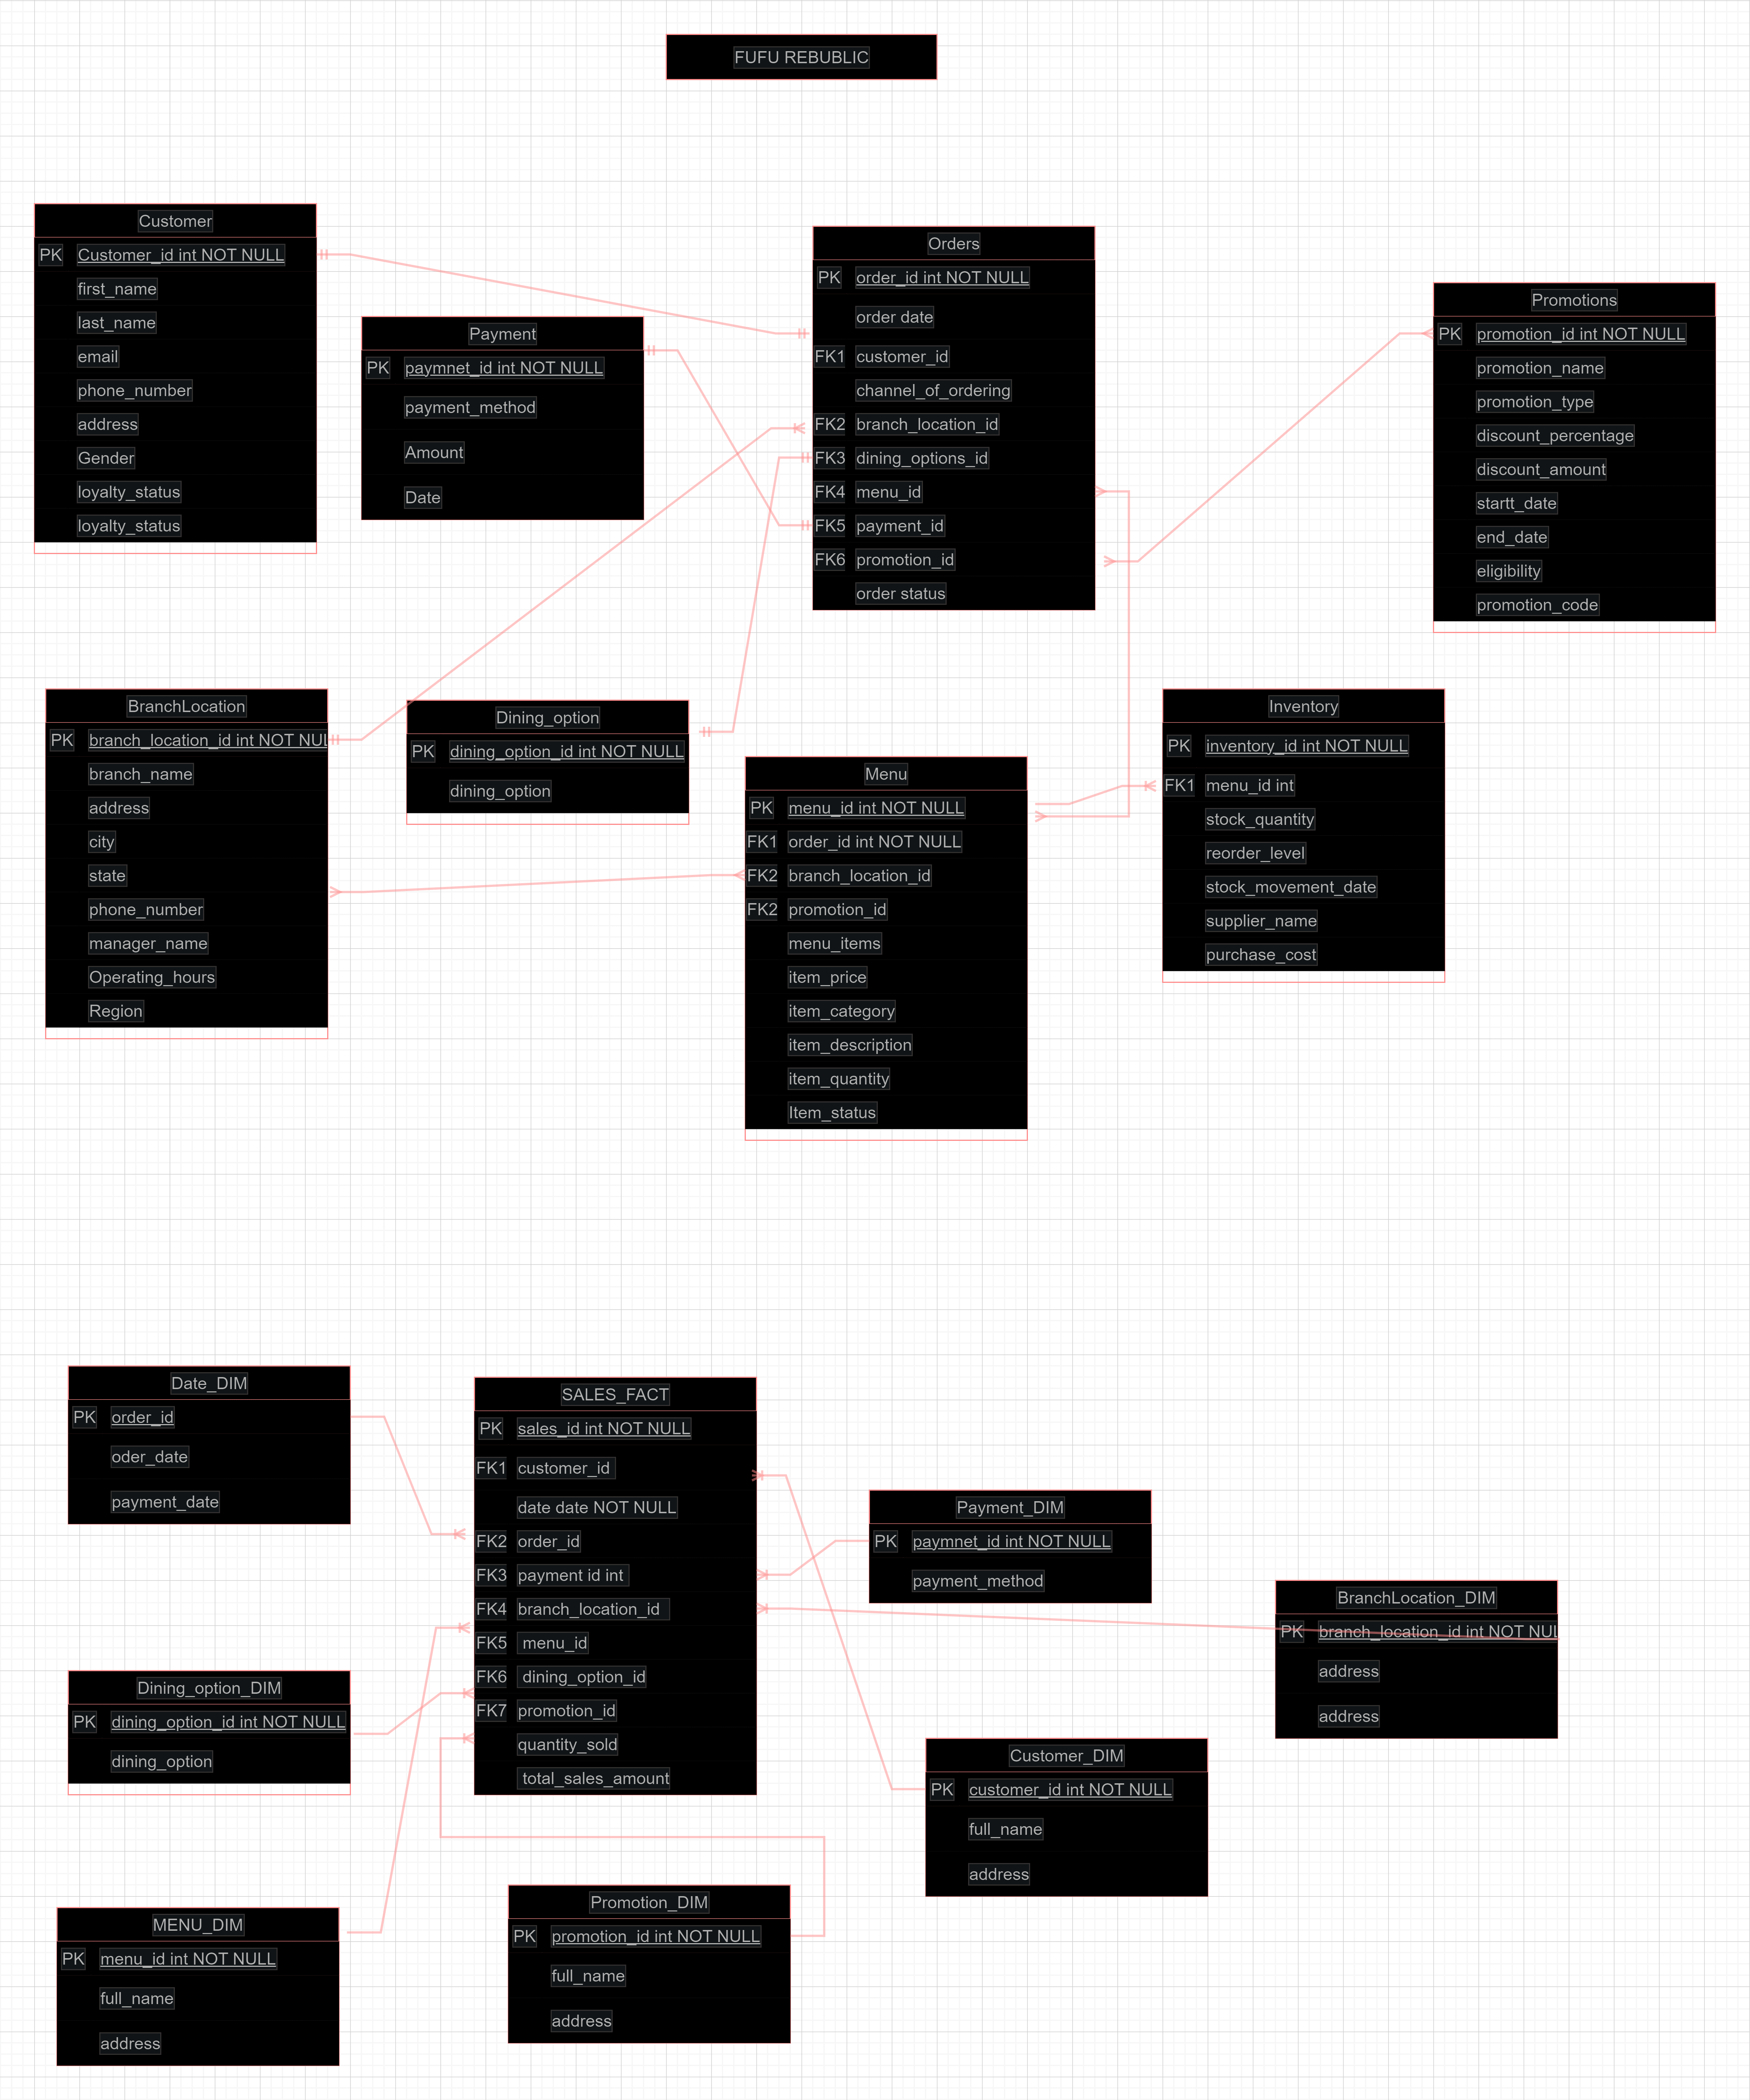 FUFU REBUBLIC
Customer
PK Customer_id int NOT NULL
first_name
last_name
email
phone_number
address
Gender
loyalty_status
loyalty_status
Payment
PK paymnet_id int NOT NULL
payment_method
Amount
Date
Orders
PK order_id int NOT NULL
order date
FK1 customer_id
channel_of_ordering
FK2 branch_location_id
FK3 dining_options_id
FK4 menu_id
FK5 payment_id
FK6 promotion_id
order status
Promotions
PK promotion_id int NOT NULL
promotion_name
promotion_type
discount_percentage
discount_amount
startt_date
end_date
eligibility
promotion_code
BranchLocation
PK branch_location_id int NOT NUL
branch_name
address
city
state
phone_number
manager_name
Operating_hours
Region
Dining_option
PK dining_option_id int NOT NULL
dining_option
Menu
PK menu_id int NOT NULL
FK1 order_id int NOT NULL
FK2 branch_location_id
FK2 promotion_id
menu_items
item_price
item_category
item_description
item_quantity
Item_status
Inventory
PK inventory_id int NOT NULL
FK1 menu_id int
stock_quantity
reorder_level
stock_movement_date
supplier_name
purchase_cost
Date_DIM
PK order_id
oder_date
payment_date
SALES_FACT
PK sales_id int NOT NULL
FK1 customer_id
date date NOT NULL
FK2 order_id
FK3 payment id int
FK4 branch_location_id
FK5 menu_id
FK6 dining_option_id
FK7 promotion_id
quantity_sold
total_sales_amount
Payment_DIM
PK paymnet_id int NOT NULL
payment_method
BranchLocation_DIM
PK branch_location_id int NOT NUL
address
address
Dining_option_DIM
PK dining_option_id int NOT NULL
dining_option
Customer_DIM
PK customer_id int NOT NULL
full_name
address
MENU_DIM
PK menu_id int NOT NULL
full_name
address
Promotion_DIM
PK promotion_id int NOT NULL
full_name
address